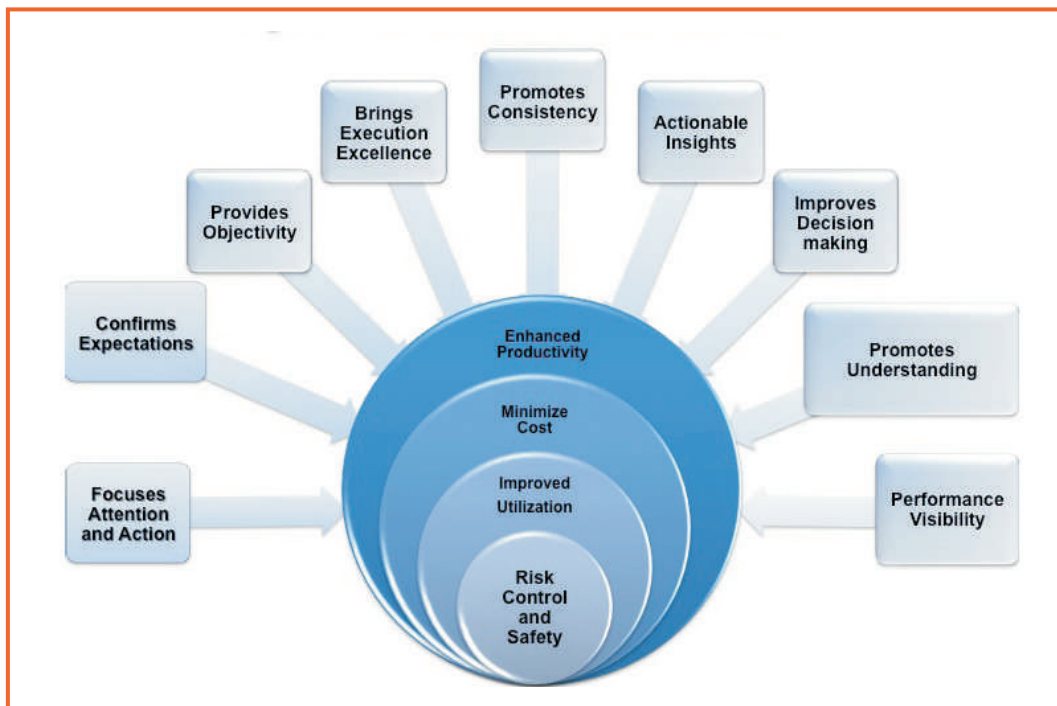 Promotes
Consistency
Brings
Execution
Excellence
Actionable
Insights
Provides
Objectivity
Improves
Decision
making
Confirms
Expectations
Promotes
Understanding
Focuses
Attention
and Action
Performance
Visibility
Enhanced
Productivity
Minimize
Cost
Improved
Utilization
Risk
Control
and
Safety